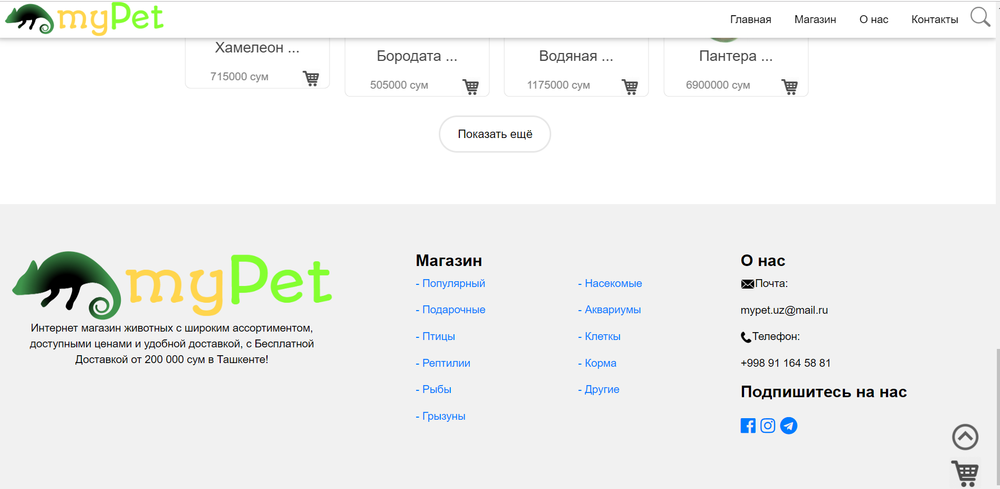 myPet
Главная
Магазин
О нас
Контакты
Хамелеон ...
715000 сум
Бородата ...
505000 сум
Водяная ...
1175000 сум
Пантера ...
6900000 сум
Показать ещё
myPet
Интернет магазин животных с широким ассортиментом,
доступными ценами и удобной доставкой, с Бесплатной
Доставкой от 200 000 сум в Ташкенте!
Магазин
- Популярный
- Подарочные
- Птицы
- Рептилии
- Рыбы
- Грызуны
- Насекомые
- Аквариумы
- Клеткы
- Корма
- Другие
О нас
Почта:
mypet.uz@mail.ru
Телефон:
+998 91 164 58 81
Подпишитесь на нас